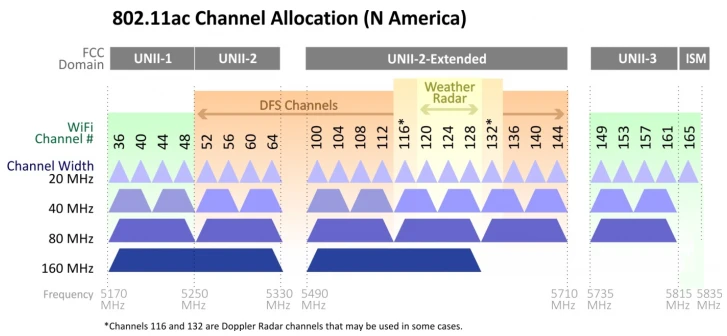 802.11ac Channel Allocation (N America)
FCC
Domain
UNII-1 UNII-2 UNII-2-Extended UNII-3 ISM
Weather
Radar
DFS Channels
WiFi
Channel #
36 40 44 48 52 56 60 64 100 104 108 112 116* 120 124 128 132* 136 140 144 149 153 157 161 165
Channel Width
20 MHz
40 MHz
80 MHz
160 MHz
Frequency 5170 5250 5330 5490 5710 5735 5815 5835
MHz MHz MHz MHz MHz MHz MHz MHz
*Channels 116 and 132 are Doppler Radar channels that may be used in some cases.